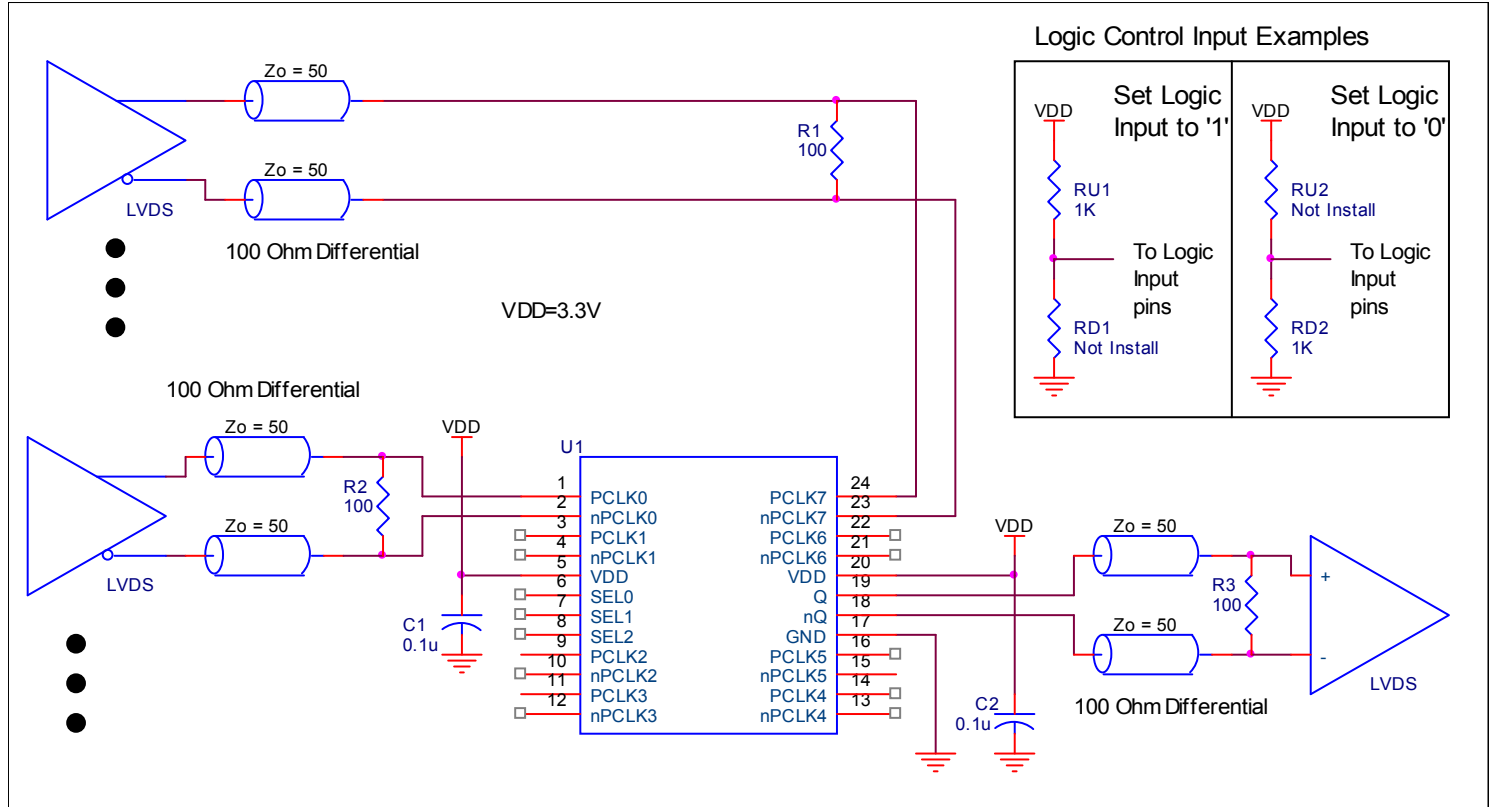 Zo = 50
Zo = 50
LVDS
100 Ohm Differential
R1
100
VDD=3.3V
Logic Control Input Examples
VDD
Set Logic
Input to '1'
RU1
1K
To Logic
Input
pins
RD1
Not Install
VDD
Set Logic
Input to '0'
RU2
Not Install
To Logic
Input
pins
RD2
1K
100 Ohm Differential
Zo = 50
Zo = 50
LVDS
R2
100
VDD
C1
0.1u
U1
1 PCLK0
2 nPCLK0
3 PCLK1
4 nPCLK1
5 VDD
6 SEL0
7 SEL1
8 SEL2
9 PCLK2
10 nPCLK2
11 PCLK3
12 nPCLK3
PCLK7 24
nPCLK7 23
PCLK6 22
nPCLK6 21
VDD 20
Q 19
nQ 18
GND 17
PCLK5 16
nPCLK5 15
PCLK4 14
nPCLK4 13
VDD
C2
0.1u
Zo = 50
Zo = 50
R3
100
+
-
LVDS
100 Ohm Differential